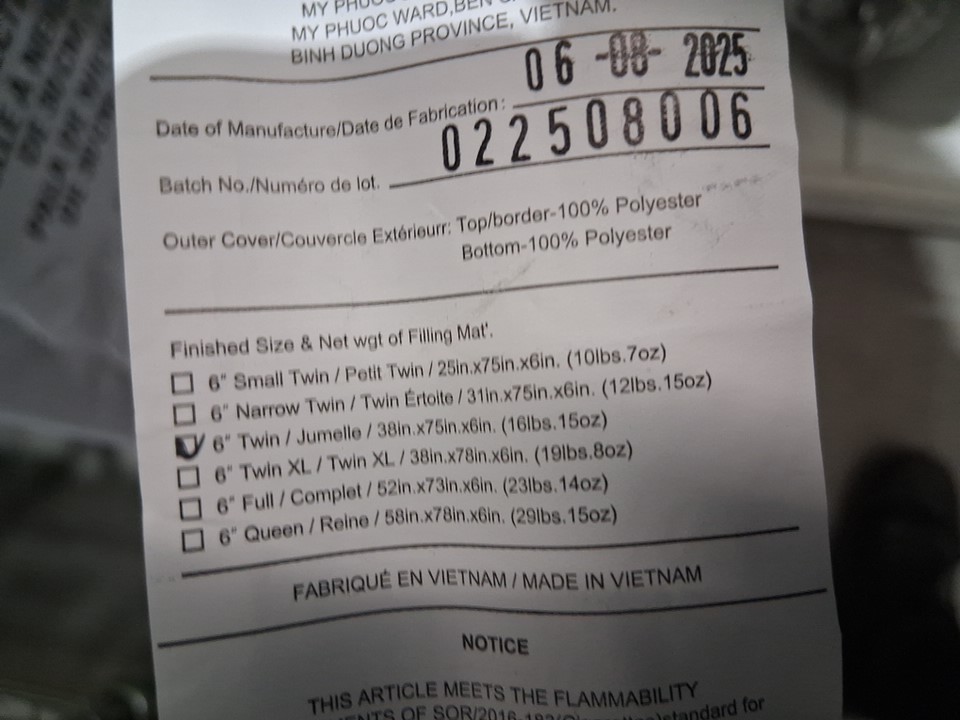 MY PHUOC WARD, BEN
BINH DUONG PROVINCE, VIETNAM.
Date of Manufacture/Date de Fabrication: 06 -08- 2025
Batch No./Numéro de lot. 022508006
Outer Cover/Couvercle Extérieurr: Top/border-100% Polyester
Bottom-100% Polyester
Finished Size & Net wgt of Filling Mat'.
6" Small Twin / Petit Twin / 25in.x75in.x6in. (10lbs.7oz)
6" Narrow Twin / Twin Értoite / 31in.x75in.x6in. (12lbs.15oz)
6" Twin / Jumelle / 38in.x75in.x6in. (16lbs.15oz)
6" Twin XL / Twin XL / 38in.x78in.x6in. (19lbs.8oz)
6" Full / Complet / 52in.x73in.x6in. (23lbs.14oz)
6" Queen / Reine / 58in.x78in.x6in. (29lbs.15oz)
FABRIQUÉ EN VIETNAM / MADE IN VIETNAM
NOTICE
THIS ARTICLE MEETS THE FLAMMABILITY
OF SOR/2016-183 standard for